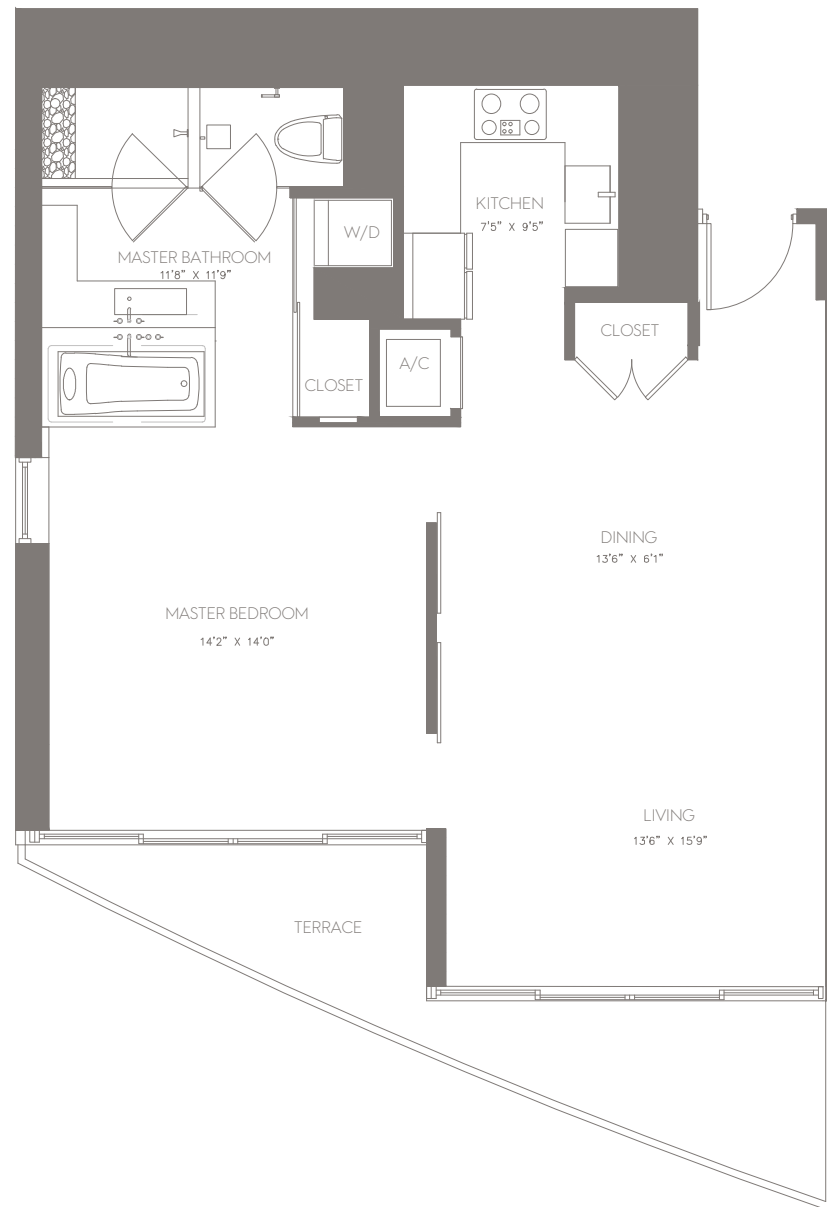 KITCHEN
7'5" X 9'5"
W/D
MASTER BATHROOM
11'8" X 11'9"
CLOSET
A/C
CLOSET
DINING
13'6" X 6'1"
MASTER BEDROOM
14'2" X 14'0"
LIVING
13'6" X 15'9"
TERRACE